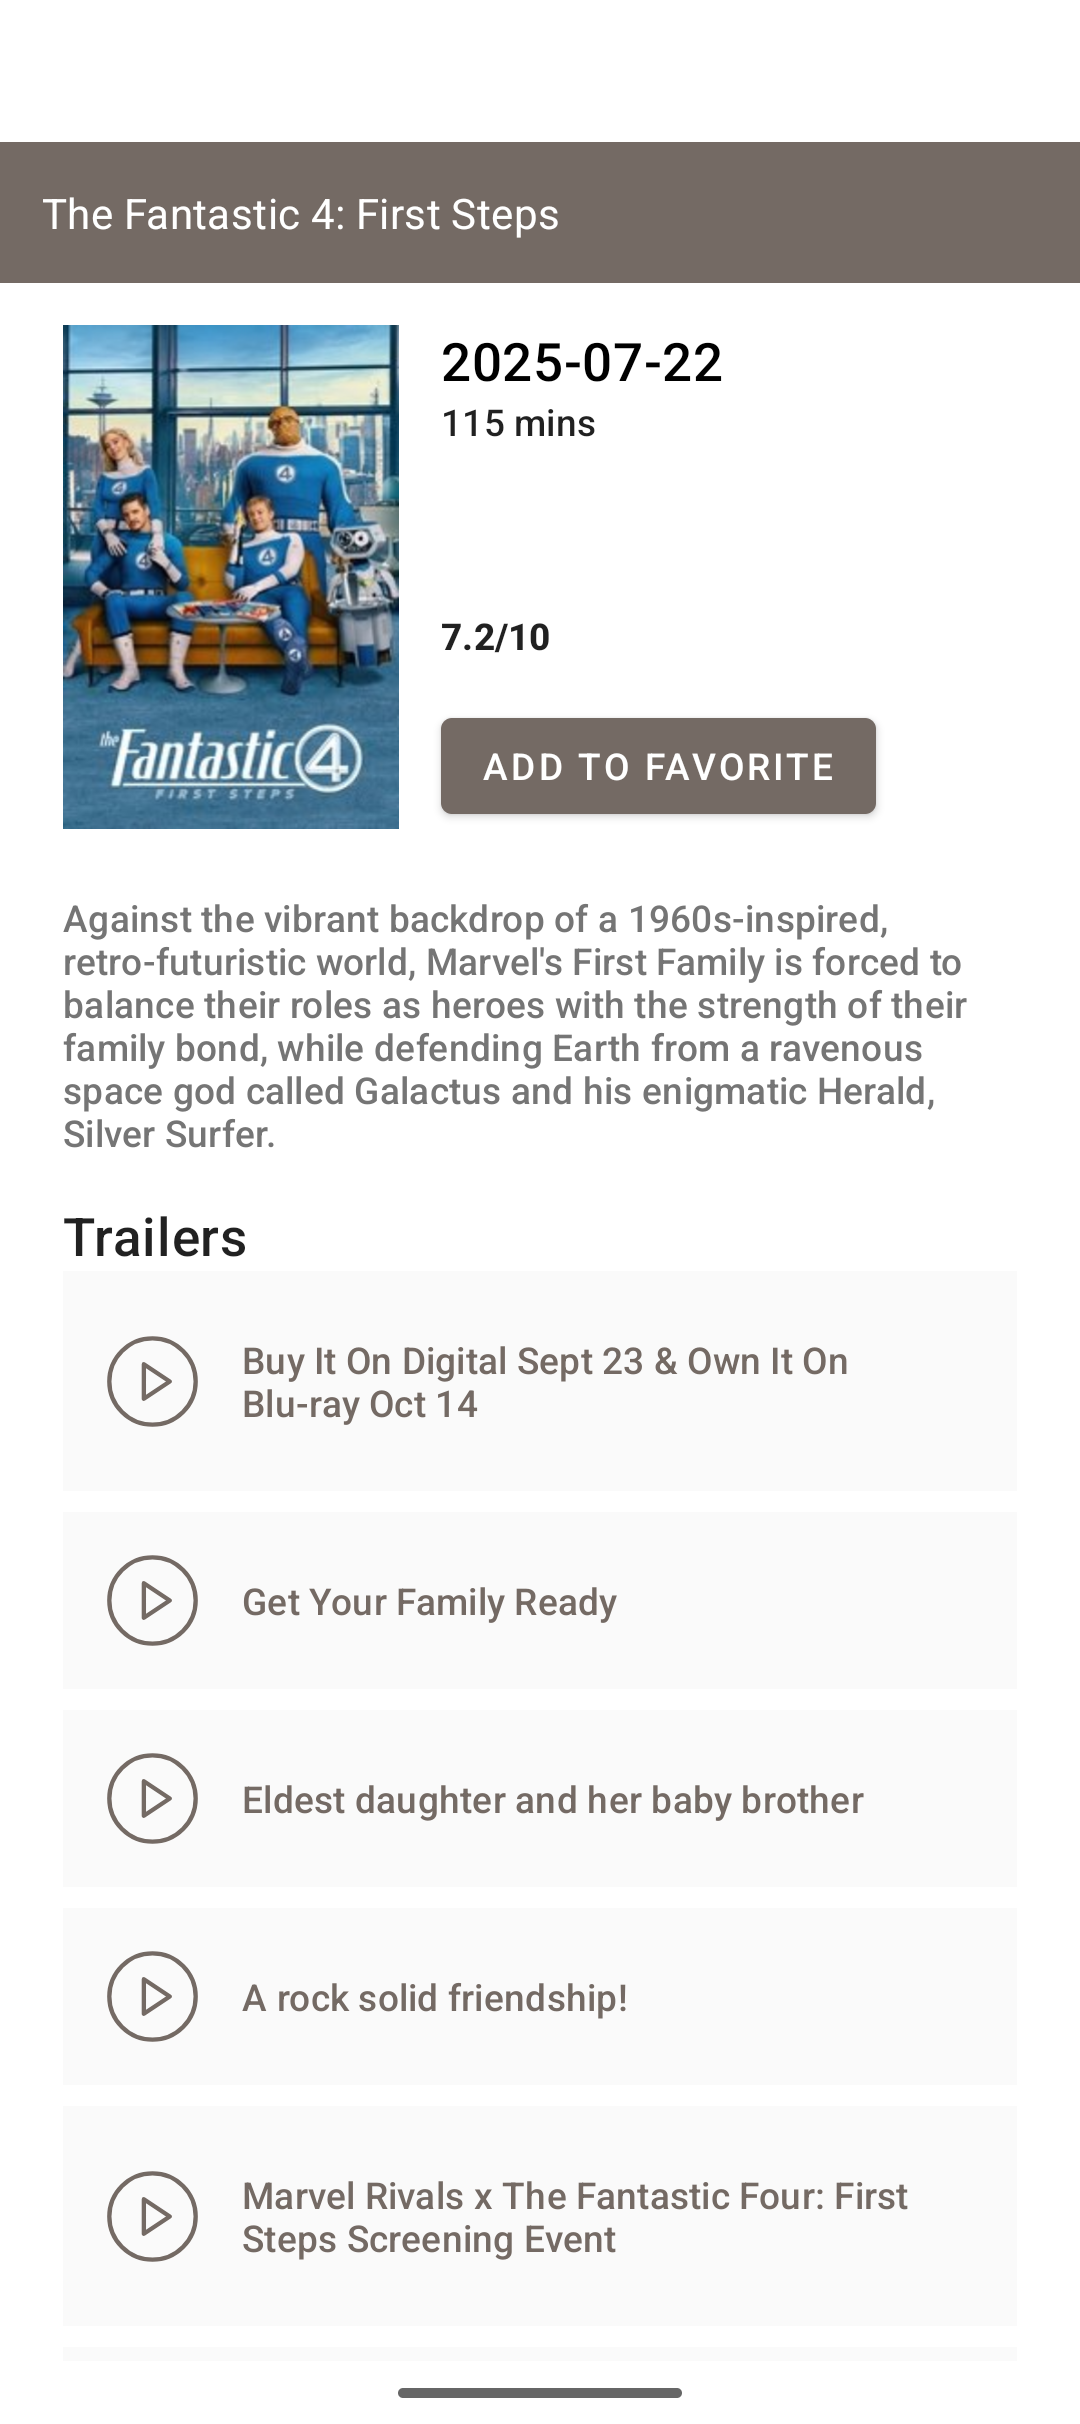 The Fantastic 4: First Steps
2025-07-22
115 mins
7.2/10
ADD TO FAVORITE
the Fantastic 4
FIRST STEPS
Against the vibrant backdrop of a 1960s-inspired,
retro-futuristic world, Marvel's First Family is forced to
balance their roles as heroes with the strength of their
family bond, while defending Earth from a ravenous
space god called Galactus and his enigmatic Herald,
Silver Surfer.
Trailers
Buy It On Digital Sept 23 & Own It On
Blu-ray Oct 14
Get Your Family Ready
Eldest daughter and her baby brother
A rock solid friendship!
Marvel Rivals x The Fantastic Four: First
Steps Screening Event